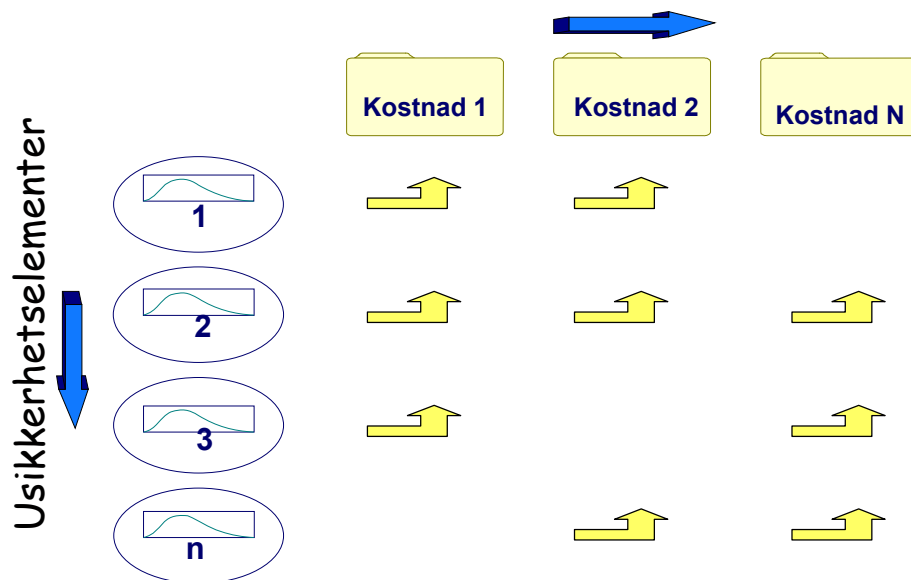 Kostnad 1
Kostnad 2
Kostnad N
Usikkerhetselementer
1
2
3
n